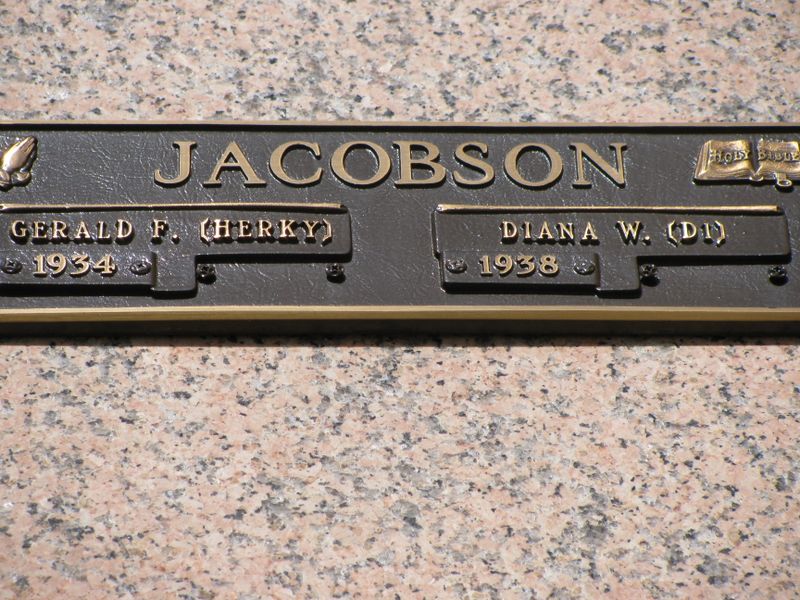 JACOBSON
HOLY BIBLE
GERALD F. (HERKY)
1934
DIANA W. (DI)
1938